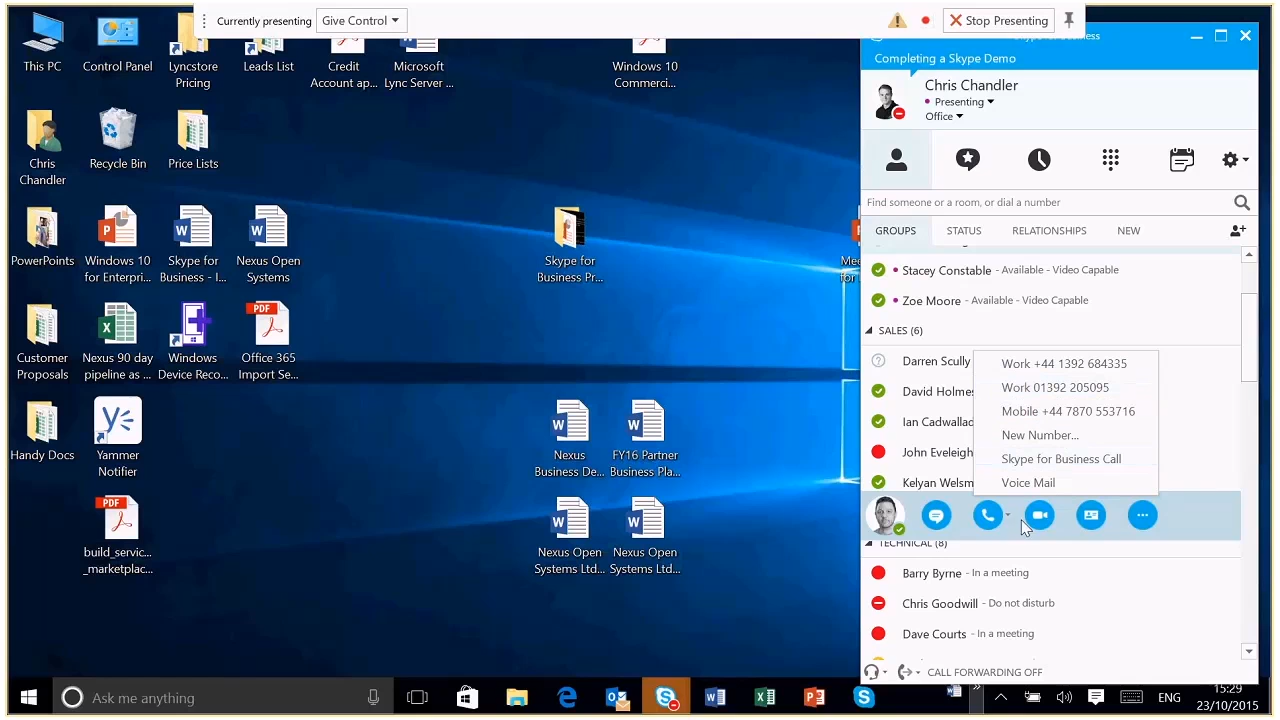 Currently presenting
Give Control
Stop Presenting
This PC
Control Panel
Lyncstore
Pricing
Leads List
Credit
Account ap...
Microsoft
Lync Server ...
Windows 10
Commerci...
Chris
Chandler
Recycle Bin
Price Lists
PowerPoints
Windows 10
for Enterpri...
Skype for
Business - I...
Nexus Open
Systems
Skype for
Business Pr...
Customer
Proposals
Nexus 90 day
pipeline as ...
Windows
Device Reco...
PDF
Office 365
Import Se...
Handy Docs
Yammer
Notifier
Nexus
Business De...
FY16 Partner
Business Pla...
PDF
build_servic...
_marketplac...
Nexus Open
Systems Ltd...
Nexus Open
Systems Ltd...
Completing a Skype Demo
Chris Chandler
Presenting
Office
Find someone or a room, or dial a number
GROUPS
STATUS
RELATIONSHIPS
NEW
Stacey Constable - Available - Video Capable
Zoe Moore - Available - Video Capable
SALES (6)
Darren Scully
David Holmes
Ian Cadwallad
John Eveleigh
Kelyan Welsm
Work +44 1392 684335
Work 01392 205095
Mobile +44 7870 553716
New Number...
Skype for Business Call
Voice Mail
TECHNICAL (8)
Barry Byrne - In a meeting
Chris Goodwill - Do not disturb
Dave Courts - In a meeting
CALL FORWARDING OFF
Ask me anything
ENG
15:29
23/10/2015